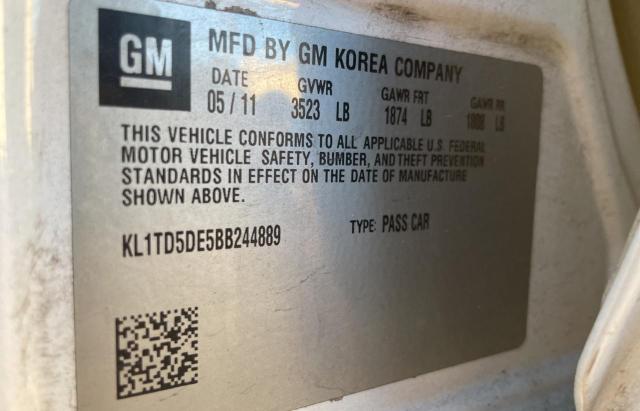 GM
MFD BY GM KOREA COMPANY
DATE GVWR GAWR FRT GAWR RR
05 / 11 3523 LB 1874 LB 1808 LB
THIS VEHICLE CONFORMS TO ALL APPLICABLE U.S. FEDERAL
MOTOR VEHICLE SAFETY, BUMBER, AND THEFT PREVENTION
STANDARDS IN EFFECT ON THE DATE OF MANUFACTURE
SHOWN ABOVE.
KL1TD5DE5BB244889 TYPE: PASS CAR